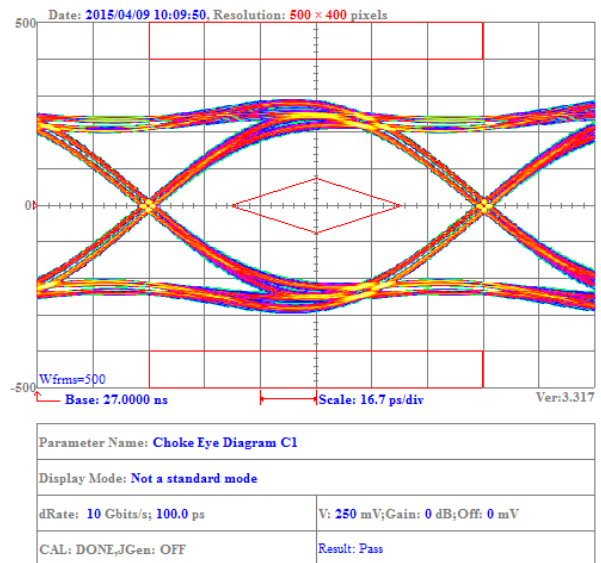 Date: 2015/04/09 10:09:50, Resolution: 500 × 400 pixels
500
0
-500
Wfrms=500
Base: 27.0000 ns
Scale: 16.7 ps/div
Ver:3.317
Parameter Name: Choke Eye Diagram C1
Display Mode: Not a standard mode
dRate: 10 Gbits/s; 100.0 ps
V: 250 mV;Gain: 0 dB;Off: 0 mV
CAL: DONE,JGen: OFF
Result: Pass